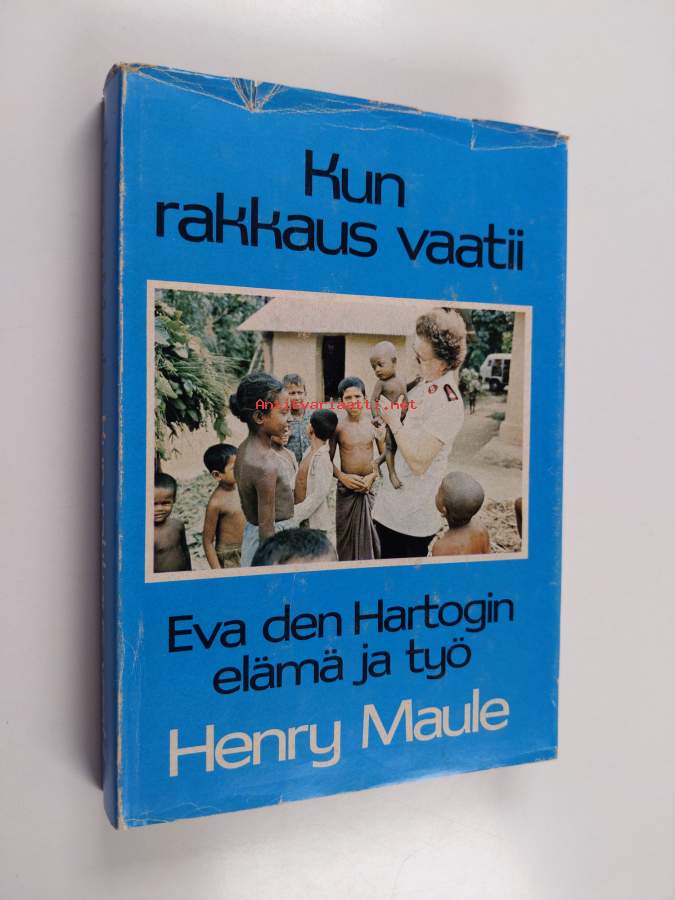 Kun
rakkaus vaatii
Antikvariaatti.net
Eva den Hartogin
elämä ja työ
Henry Maule